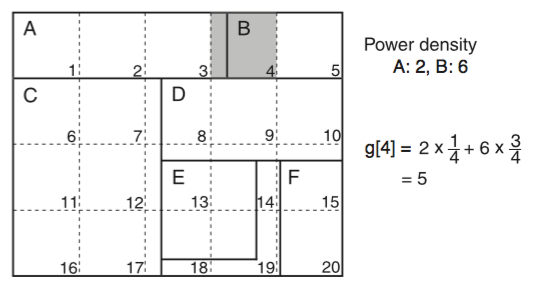 A B
1 2 3 4 5
Power density
A: 2, B: 6
C D
6 7 8 9 10
g[4] = 2 x 1/4 + 6 x 3/4
= 5
E F
11 12 13 14 15
16 17 18 19 20